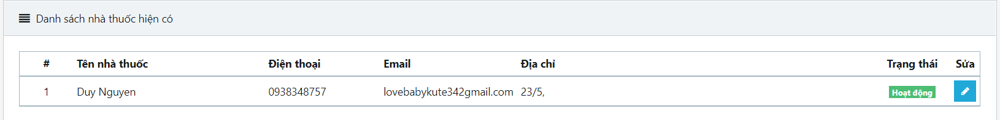 Danh sách nhà thuốc hiện có
# Tên nhà thuốc Điện thoại Email Địa chỉ Trạng thái Sửa
1 Duy Nguyen 0938348757 lovebabykute342gmail.com 23/5, Hoạt động